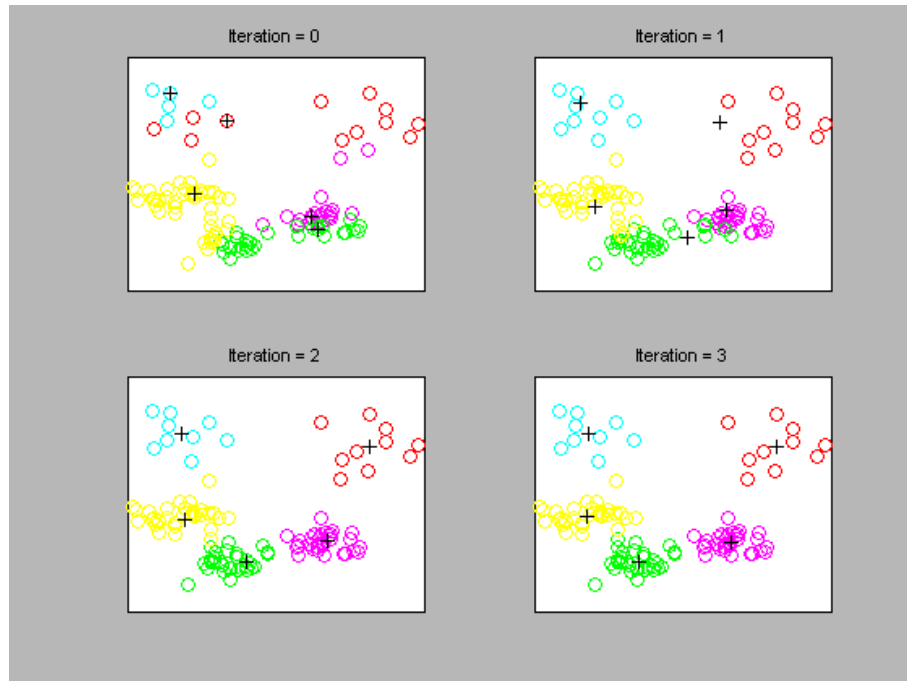 Iteration = 0
Iteration = 1
Iteration = 2
Iteration = 3